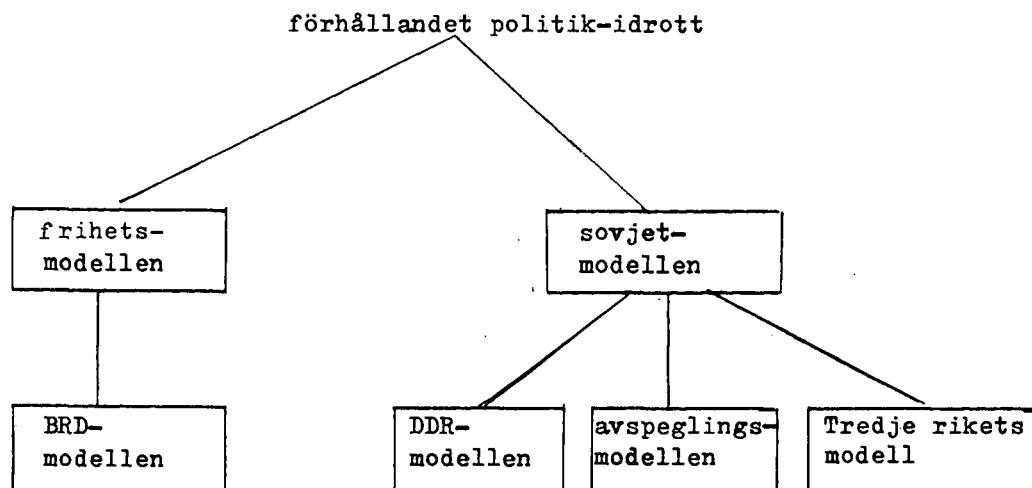 förhållandet politik-idrott
frihets-
modellen
sovjet-
modellen
BRD-
modellen
DDR-
modellen
avspeglings-
modellen
Tredje rikets
modell